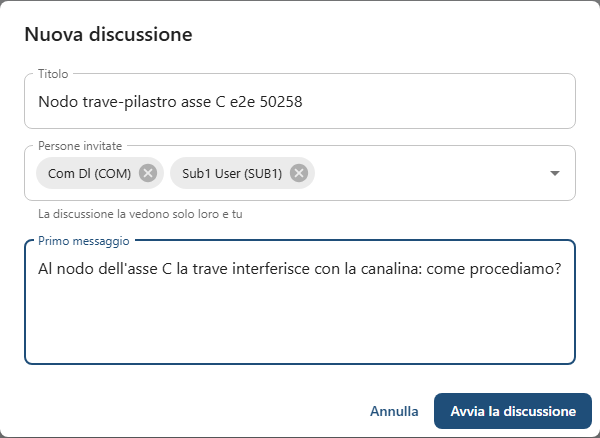 Nuova discussione
Titolo
Nodo trave-pilastro asse C e2e 50258
Persone invitate
Com Dl (COM)
Sub1 User (SUB1)
La discussione la vedono solo loro e tu
Primo messaggio
Al nodo dell'asse C la trave interferisce con la canalina: come procediamo?
Annulla
Avvia la discussione